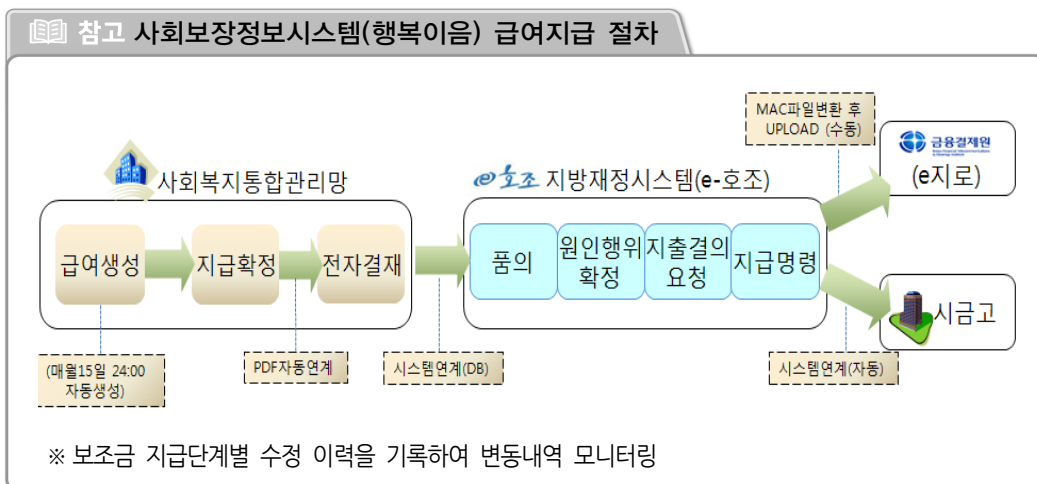 참고 사회보장정보시스템(행복이음) 급여지급 절차
MAC파일변환 후
UPLOAD (수동)
금융결제원
(e지로)
사회복지통합관리망
e호조 지방재정시스템(e-호조)
급여생성
지급확정
전자결재
품의
원인행위
확정
지출결의
요청
지급명령
시금고
(매월15일 24:00
자동생성)
PDF자동연계
시스템연계(DB)
시스템연계(자동)
※ 보조금 지급단계별 수정 이력을 기록하여 변동내역 모니터링